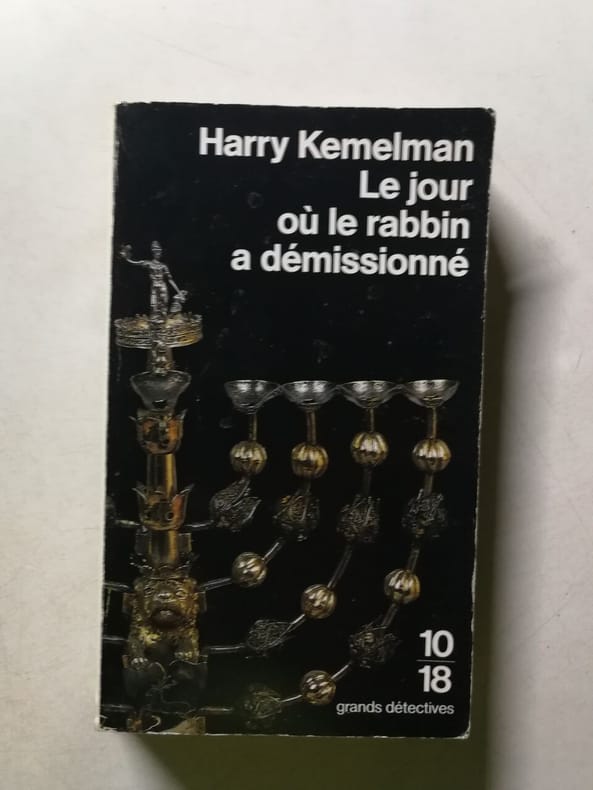 Harry Kemelman
Le jour
où le rabbin
a démissionné
10
18
grands détectives